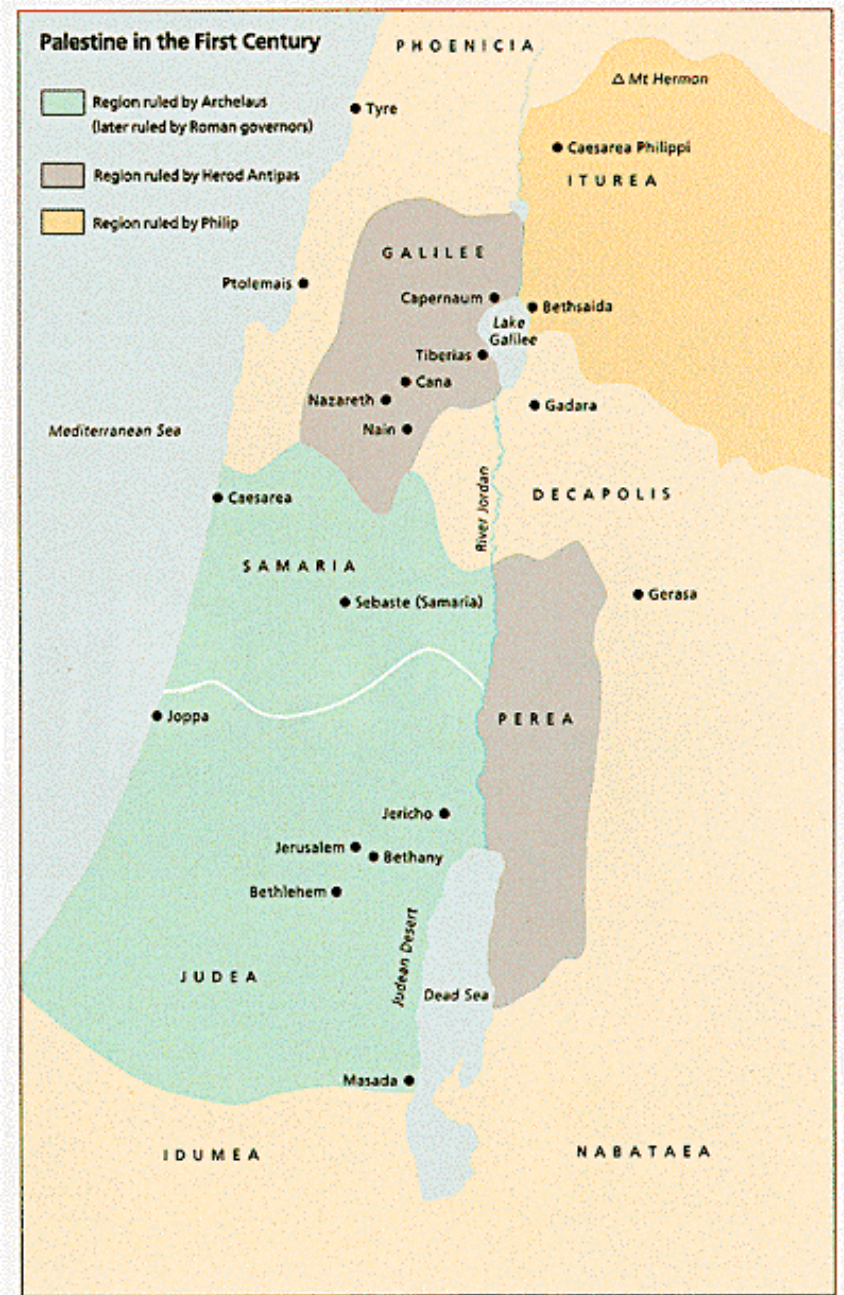 Palestine in the First Century
Region ruled by Archelaus
(later ruled by Roman governors)
Region ruled by Herod Antipas
Region ruled by Philip
PHOENICIA
Mt Hermon
Tyre
Caesarea Philippi
ITUREA
GALILEE
Ptolemais
Capernaum
Bethsaida
Lake
Galilee
Tiberias
Cana
Nazareth
Gadara
Nain
Mediterranean Sea
River Jordan
DECAPOLIS
Caesarea
SAMARIA
Sebaste (Samaria)
Gerasa
Joppa
PEREA
Jericho
Jerusalem
Bethany
Bethlehem
Judean Desert
JUDEA
Dead Sea
Masada
IDUMEA
NABATAEA